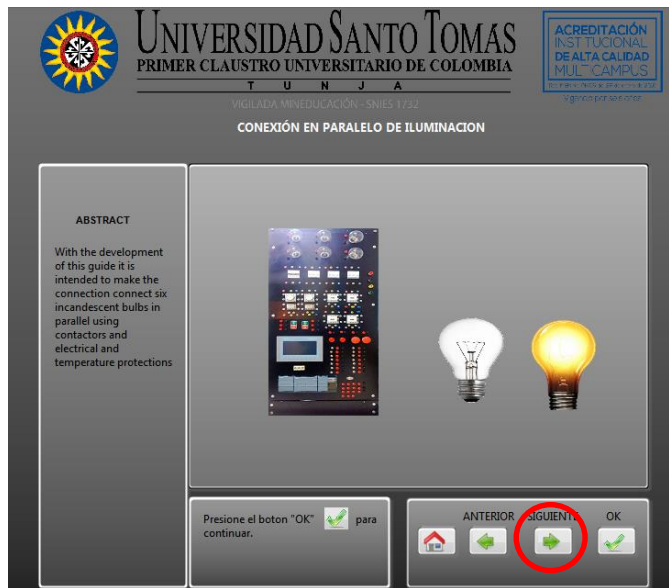 UNIVERSIDAD SANTO TOMÁS
PRIMER CLAUSTRO UNIVERSITARIO DE COLOMBIA
T U N J A
VIGILADA MINEDUCACIÓN - SNIES 1732
ACREDITACIÓN
INSTITUCIONAL
DE ALTA CALIDAD
MULTICAMPUS
CONEXIÓN EN PARALELO DE ILUMINACION
ABSTRACT
With the development
of this guide it is
intended to make the
connection connect six
incandescent bulbs in
parallel using
contactors and
electrical and
temperature protections
Presione el boton "OK" para
continuar.
ANTERIOR SIGUIENTE OK